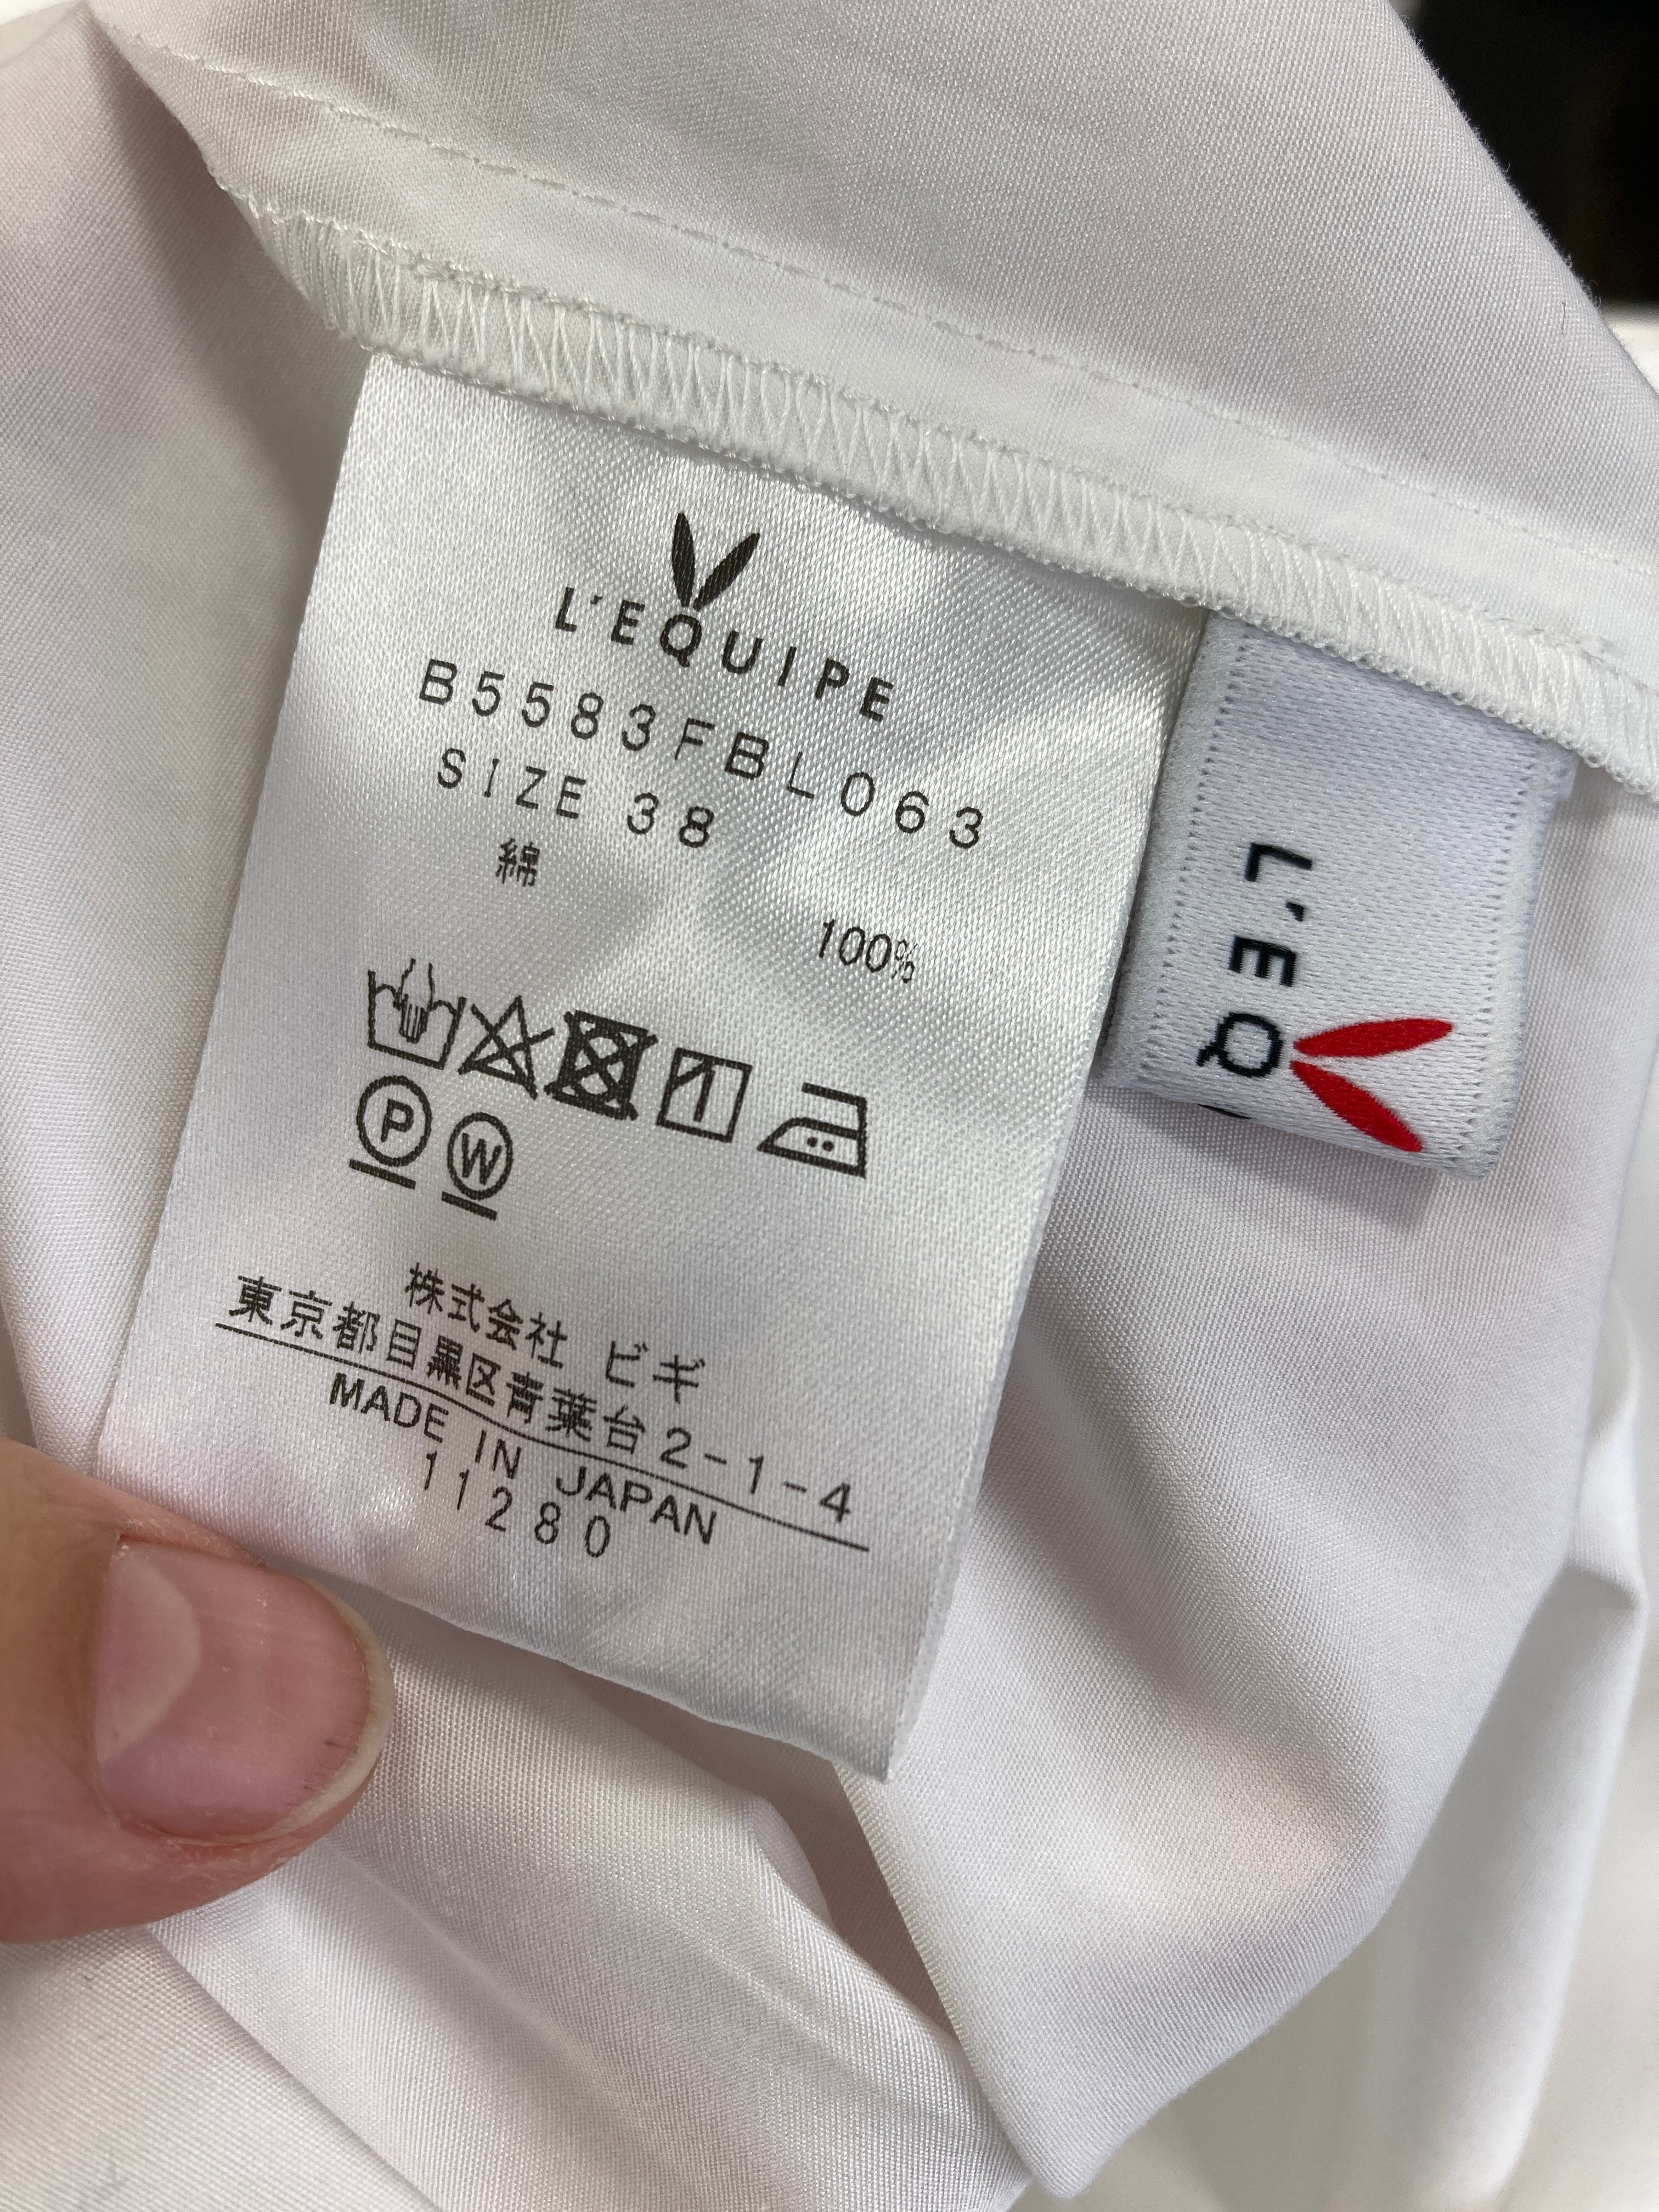 L'EQUIPE
B5583FBL063
SIZE 38
綿 100%
P W
株式会社 ビギ
東京都目黒区青葉台2-1-4
MADE IN JAPAN
11280
L'EQ